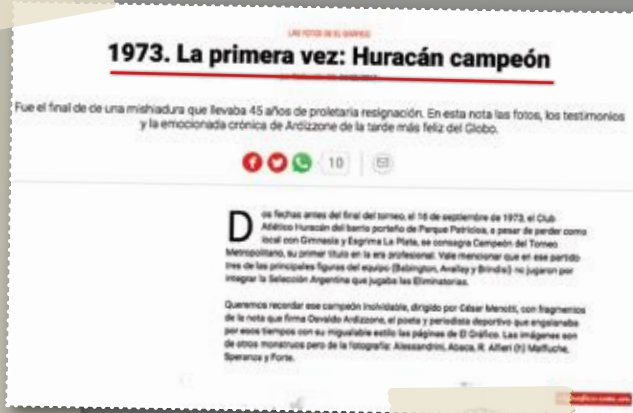 LAS FOTOS DE EL GRÁFICO
1973. La primera vez: Huracán campeón
Fue el final de de una mishiadura que llevaba 45 años de proletaria resignación. En esta nota las fotos, los testimonios
y la emocionada crónica de Ardizzone de la tarde más feliz del Globo.
10
Dos fechas antes del final del torneo, el 16 de septiembre de 1973, el Club
Atlético Huracán del barrio porteño de Parque Patricios, a pesar de perder como
local con Gimnasia y Esgrima La Plata, se consagra Campeón del Torneo
Metropolitano, su primer título en la era profesional. Vale mencionar que en ese partido
tres de las principales figuras del equipo (Babington, Avallay y Brindisi) no jugaron por
integrar la Selección Argentina que jugaba las Eliminatorias.
Queremos recordar ese campeón inolvidable, dirigido por César Menotti, con fragmentos
de la nota que firma Osvaldo Ardizzone, el poeta y periodista deportivo que engalanaba
por esos tiempos con su inigualable estilo las páginas de El Gráfico. Las imágenes son
de otros monstruos pero de la fotografía: Alessandrini, Abaca, R. Alfieri (h) Maffuche,
Speranza y Forte.